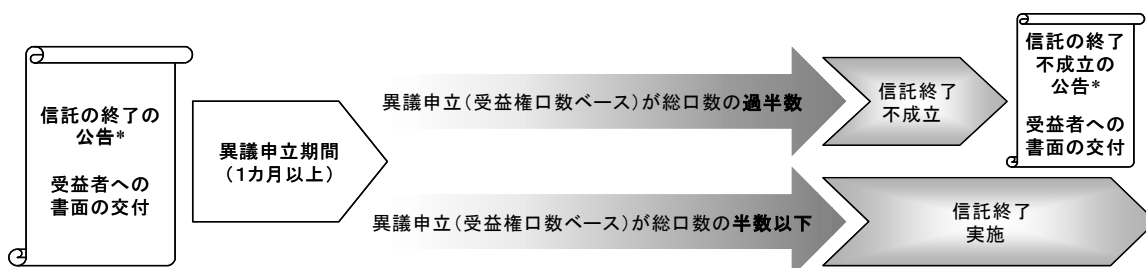 信託の終了の
公告*
受益者への
書面の交付
異議申立期間
（1カ月以上）
異議申立（受益権口数ベース）が総口数の過半数
信託終了
不成立
信託の終了
不成立の
公告*
受益者への
書面の交付
異議申立（受益権口数ベース）が総口数の半数以下
信託終了
実施